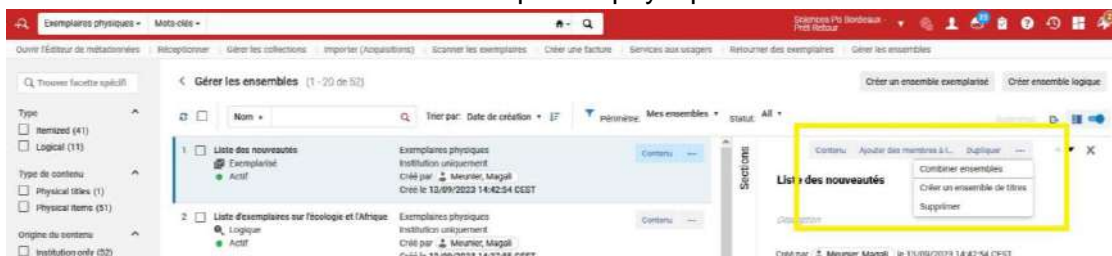 Exemplaires physiques Mots-clés
Sciences Po Bordeaux
Prêt Retour
Ouvrir l'Éditeur de métadonnées Réceptionner Gérer les collections Importer (Acquisitions) Scanner les exemplaires Créer une facture Services aux usagers Retourner des exemplaires Gérer les ensembles
Trouver facette spécifi
Gérer les ensembles (1 - 20 de 52)
Créer un ensemble exemplarisé Créer ensemble logique
Type
Nom
Trier par: Date de création
Périmètre: Mes ensembles
Statut: All
Itemized (41)
Logical (11)
Type de contenu
Physical titles (1)
Physical items (51)
Origine du contenu
Institution only (52)
1 Liste des nouveautés
Exemplarisé
Actif
Exemplaires physiques
Institution uniquement
Créé par Meunier, Magali
Créé le 13/09/2023 14:42:54 CEST
Contenu
2 Liste d'exemplaires sur l'écologie et l'Afrique
Logique
Actif
Exemplaires physiques
Institution uniquement
Créé par Meunier, Magali
Contenu
Sections
Contenu Ajouter des membres à l... Dupliquer
Combiner ensembles
Liste des nouveautés
Créer un ensemble de titres
Supprimer
Description
Créé par Meunier, Magali le 13/09/2023 14:42:54 CEST